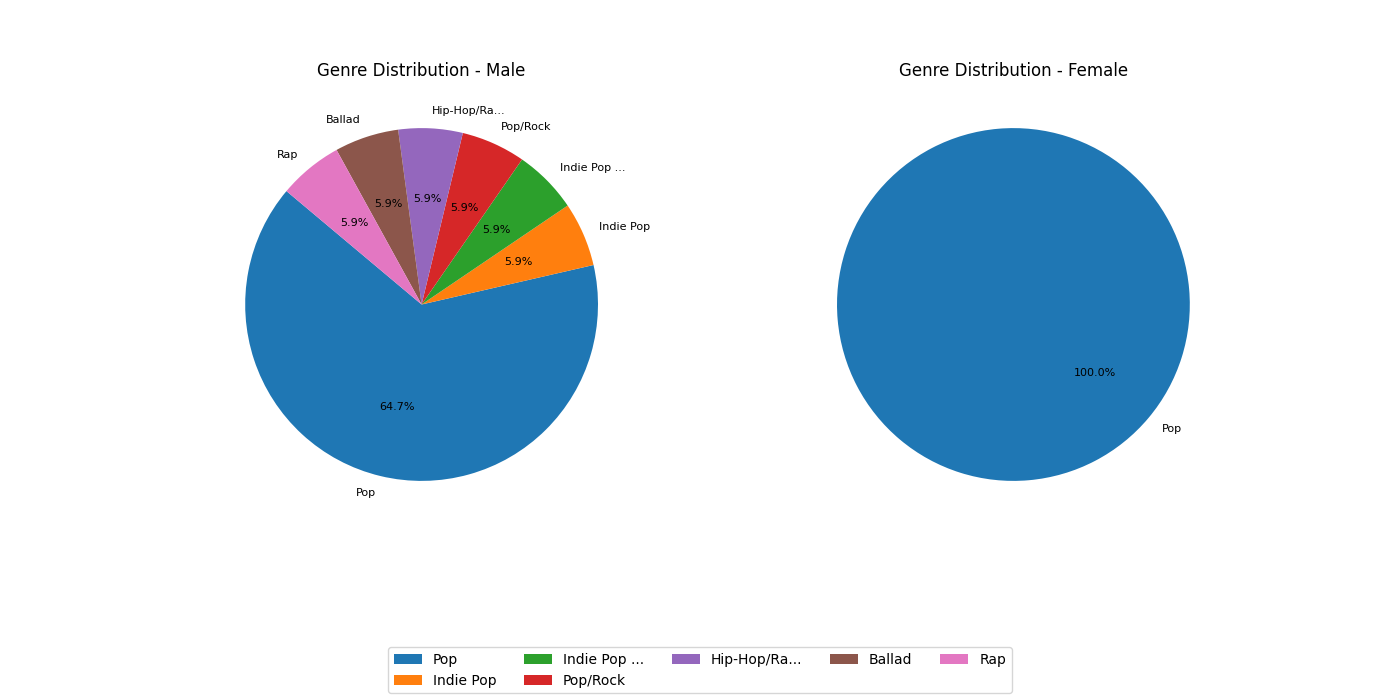 Genre Distribution - Male
Hip-Hop/Ra...
Ballad
Pop/Rock
Rap
Indie Pop ...
5.9%
5.9%
5.9%
5.9%
5.9%
Indie Pop
5.9%
5.9%
64.7%
Pop
Genre Distribution - Female
100.0%
Pop
Pop
Indie Pop ...
Hip-Hop/Ra...
Ballad
Rap
Indie Pop
Pop/Rock